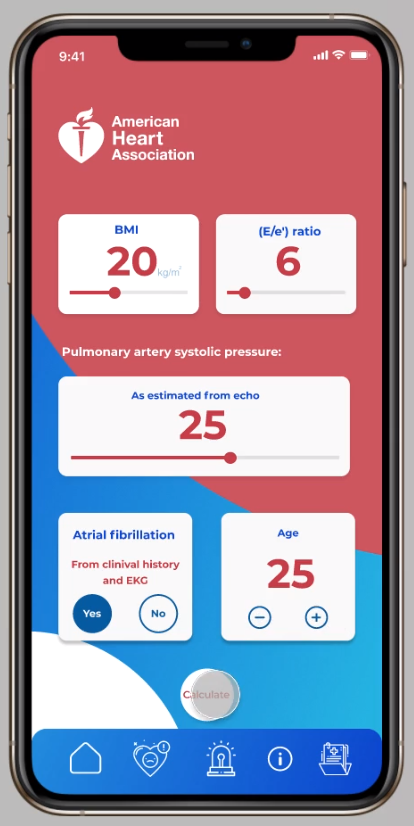 9:41
American
Heart
Association
BMI
20 kg/m²
(E/e') ratio
6
Pulmonary artery systolic pressure:
As estimated from echo
25
Atrial fibrillation
From clinival history
and EKG
Yes
No
Age
25
Calculate